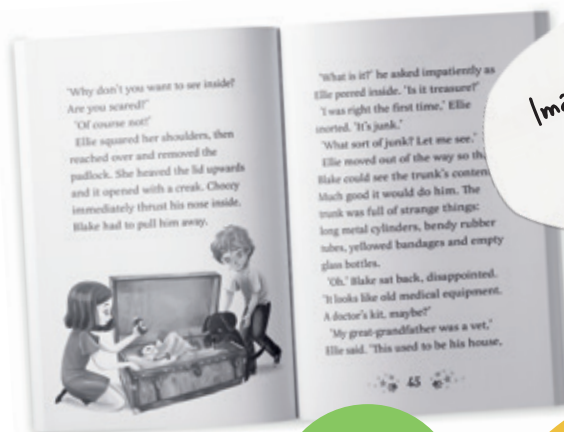 'Why don't you want to see inside?
Are you scared?'
'Of course not!'
Ellie squared her shoulders, then
reached over and removed the
padlock. She heaved the lid upwards
and it opened with a creak. Choccy
immediately thrust his nose inside.
Blake had to pull him away.
'What is it?' he asked impatiently as
Ellie peered inside. 'Is it treasure?'
'I was right the first time,' Ellie
snorted. 'It's junk.'
'What sort of junk? Let me see.'
Ellie moved out of the way so
Blake could see the trunk's
Much good it would do him. The
trunk was full of strange things:
long metal cylinders, bendy rubber
tubes, yellowed bandages and empty
glass bottles.
'Oh.' Blake sat back, disappointed.
'It looks like old medical equipment.
A doctor's kit, maybe?'
'My great-grandfather was a vet,'
Ellie said. 'This used to be his house,
45